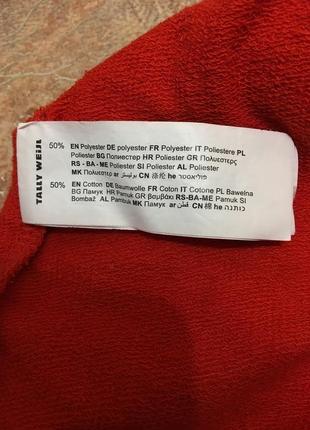 TALLY WEIJL
50% EN Polyester DE polyester FR Polyester IT Poliestere PL
Poliester BG Полиестер HR Poliester GR Πολυεστερς
RS - BA - ME Poliester SI Poliester AL Poliester
MK Полиестер ar بوليستر CN 涤纶 he פוליאסטר
50% EN Cotton DE Baumwolle FR Coton IT Cotone PL Bawelna
BG Памук HR Pamuk GR βαμβάκι RS-BA-ME Pamuk SI
Bombaž AL Pambuk MK Памук ar قطن CN 棉 he כותנה